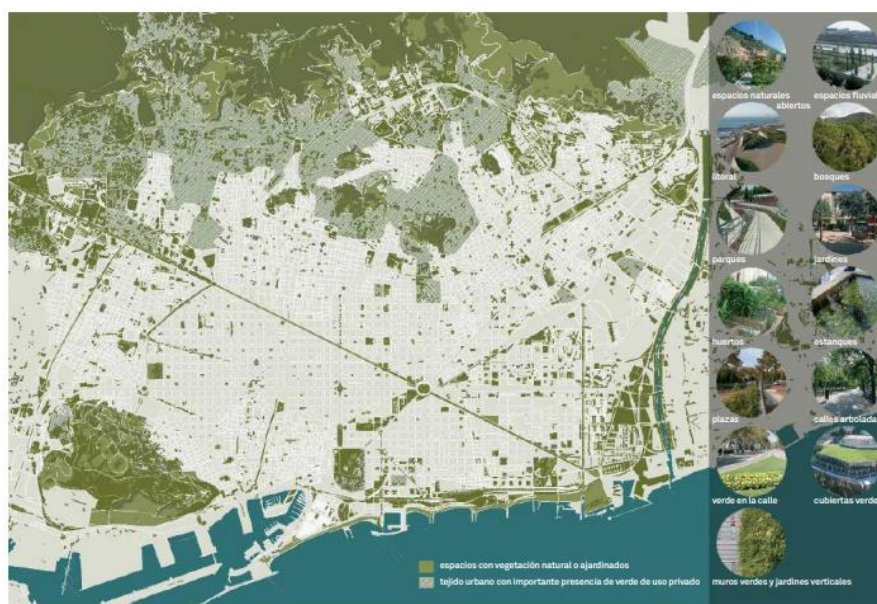 espacios naturales
abiertos
espacios fluvial
litoral
bosques
parques
jardines
huertos
estanques
plazas
calles arbolada
verde en la calle
cubiertas verde
muros verdes y jardines verticales
espacios con vegetación natural o ajardinados
tejido urbano con importante presencia de verde de uso privado